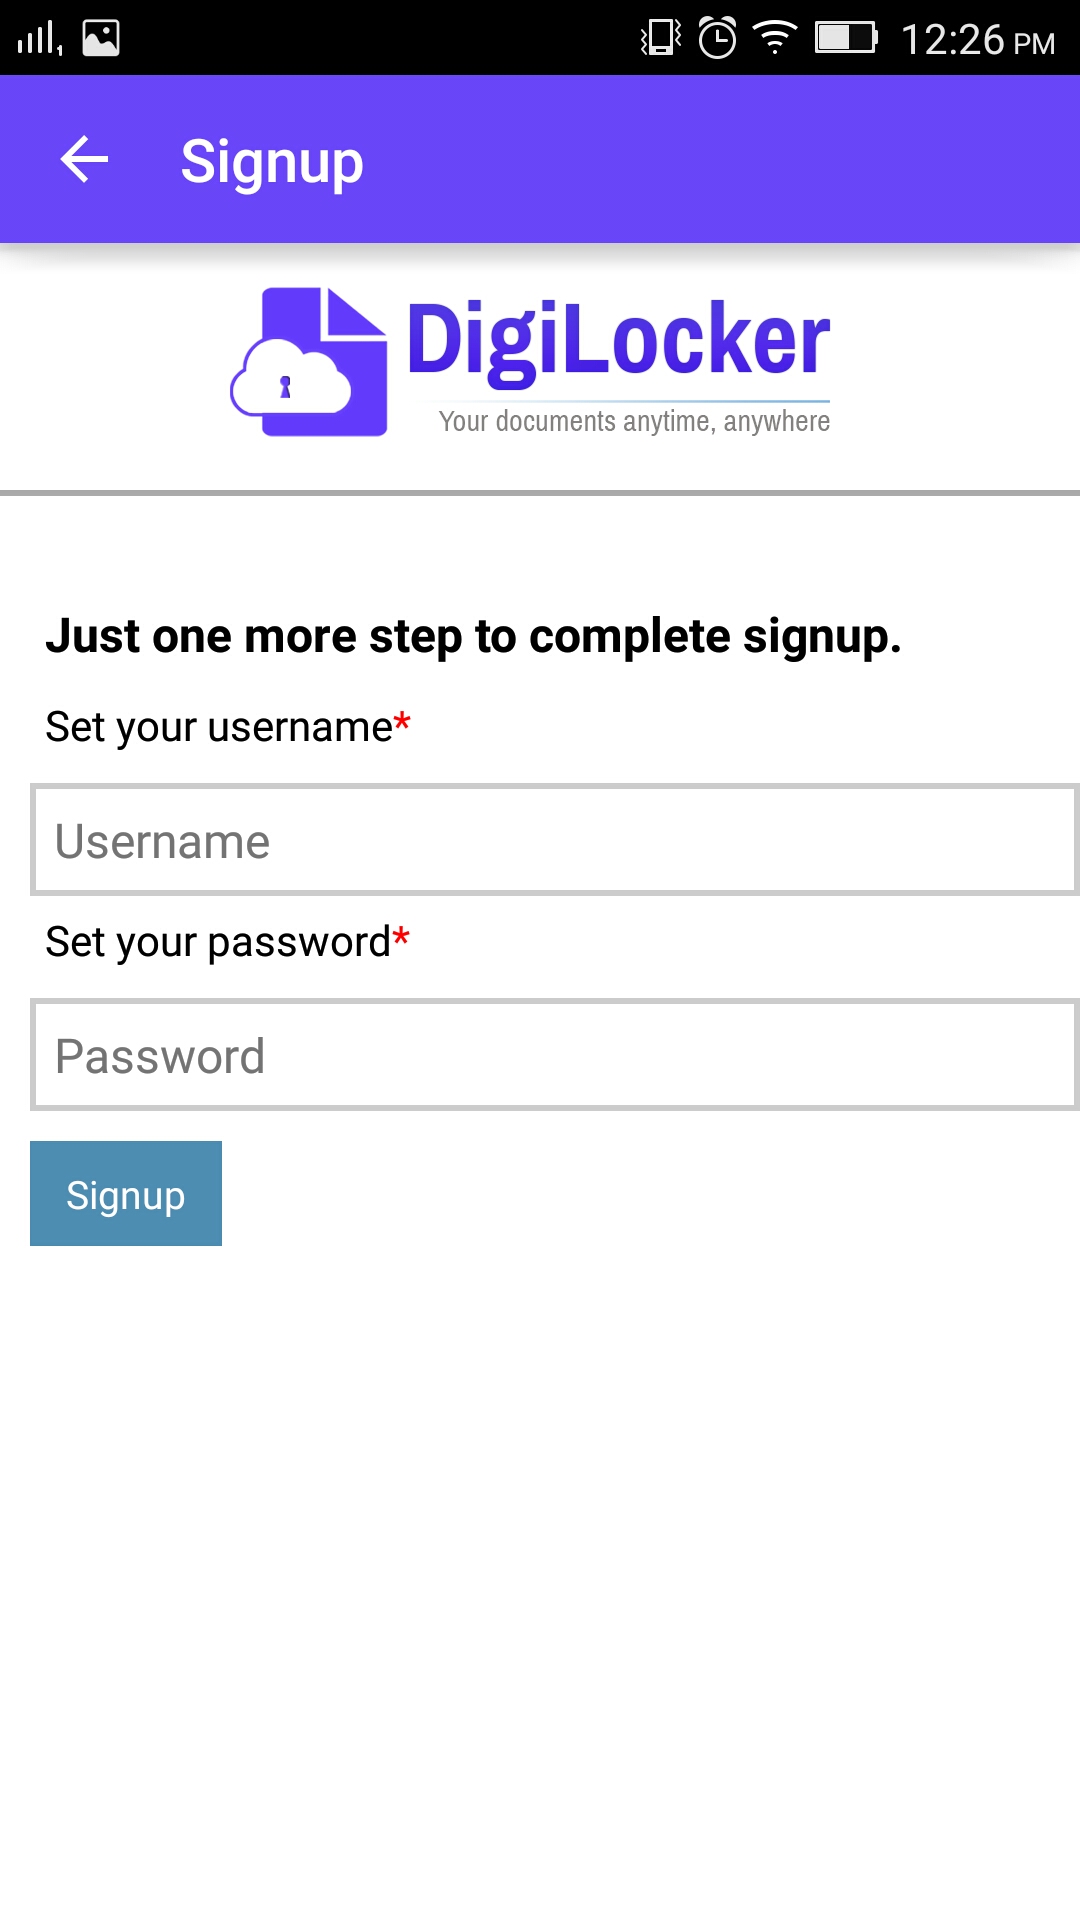 12:26 PM
Signup
DigiLocker
Your documents anytime, anywhere
Just one more step to complete signup.
Set your username*
Username
Set your password*
Password
Signup